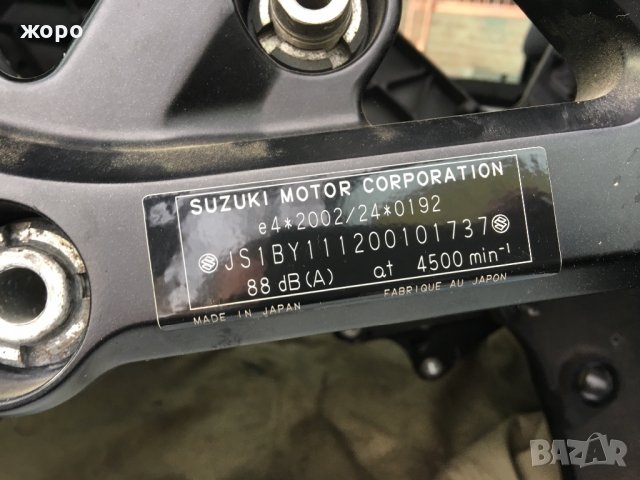 жоро
SUZUKI MOTOR CORPORATION
e4*2002/24*0192
JS1BY111200101737
88 dB(A) at 4500 min⁻¹
MADE IN JAPAN FABRIQUE AU JAPON
BAZAR